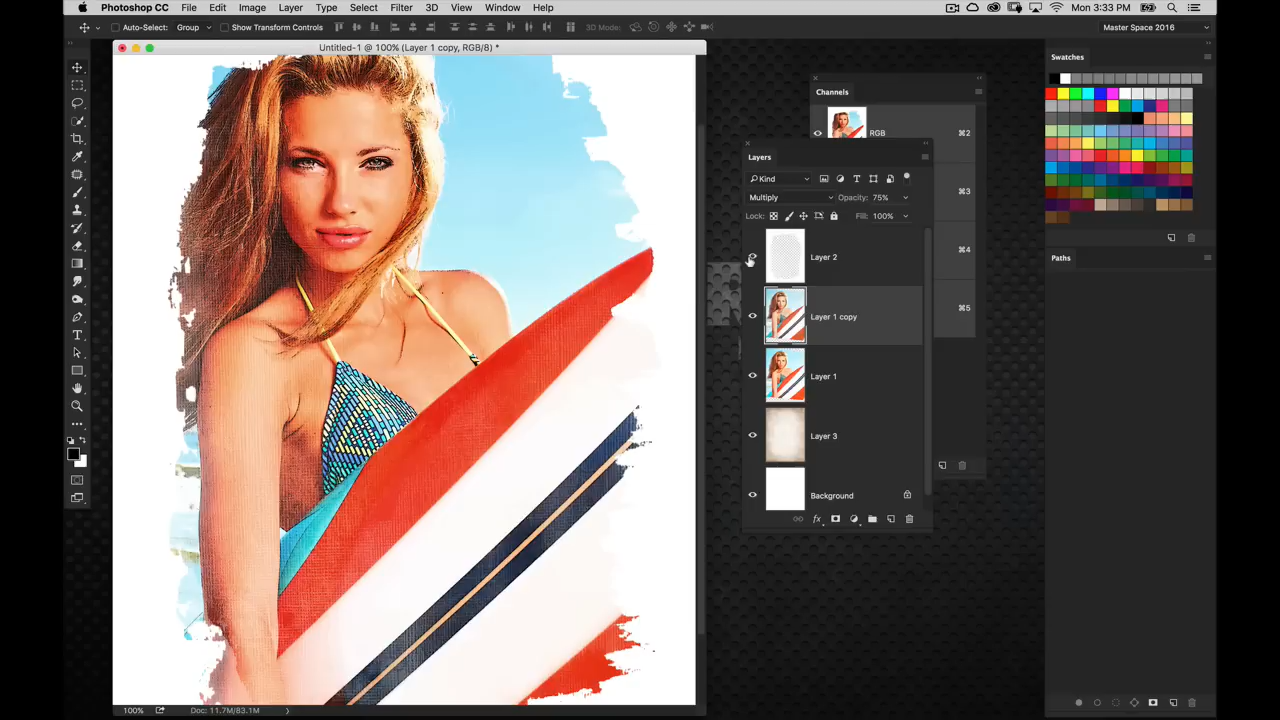 Photoshop CC File Edit Image Layer Type Select Filter 3D View Window Help Mon 3:33 PM
Auto-Select: Group Show Transform Controls 3D Mode: Master Space 2016
Untitled-1 @ 100% (Layer 1 copy, RGB/8) *
Swatches
Channels
RGB ⌘2
⌘3
⌘4
⌘5
Layers
Kind
Multiply Opacity: 75%
Lock: Fill: 100%
Layer 2
Layer 1 copy
Layer 1
Layer 3
Background
fx
Paths
100% Doc: 11.7M/83.1M